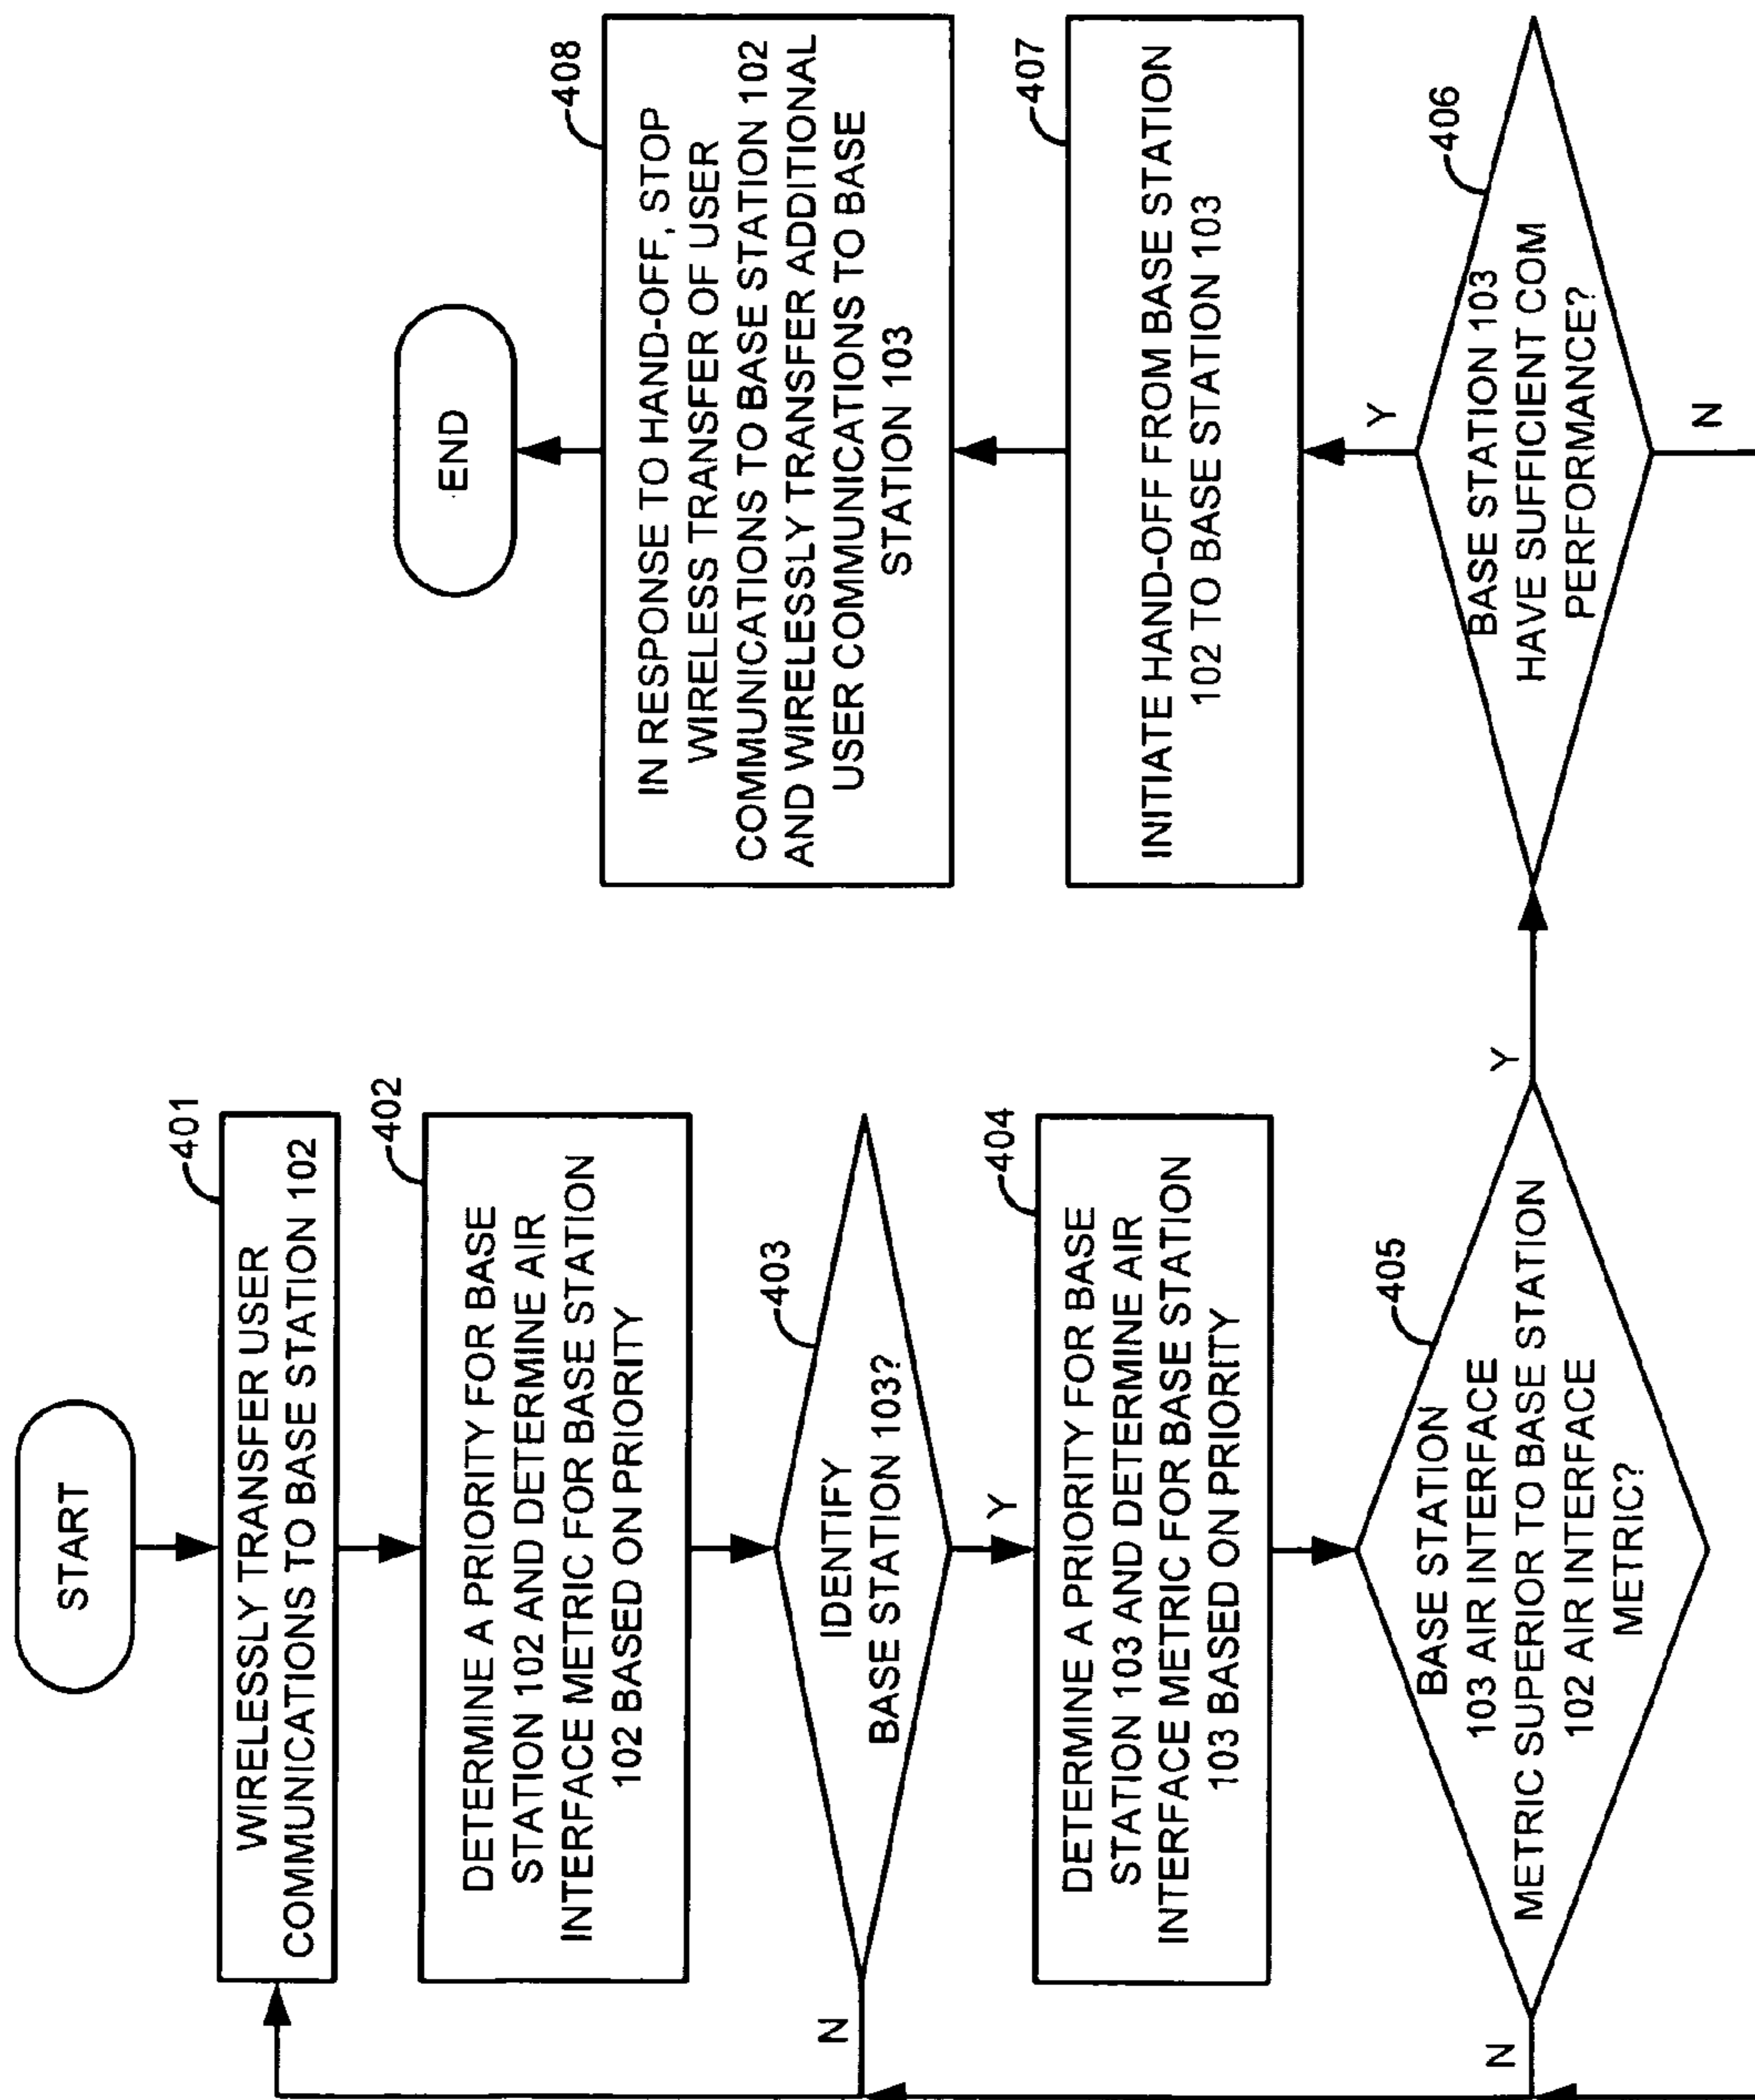 START
401
WIRELESSLY TRANSFER USER
COMMUNICATIONS TO BASE STATION 102
402
DETERMINE A PRIORITY FOR BASE
STATION 102 AND DETERMINE AIR
INTERFACE METRIC FOR BASE STATION
102 BASED ON PRIORITY
403
IDENTIFY
BASE STATION 103?
N
Y
404
DETERMINE A PRIORITY FOR BASE
STATION 103 AND DETERMINE AIR
INTERFACE METRIC FOR BASE STATION
103 BASED ON PRIORITY
405
BASE STATION
103 AIR INTERFACE
METRIC SUPERIOR TO BASE STATION
102 AIR INTERFACE
METRIC?
N
Y
406
BASE STATION 103
HAVE SUFFICIENT COM
PERFORMANCE?
N
Y
407
INITIATE HAND-OFF FROM BASE STATION
102 TO BASE STATION 103
408
IN RESPONSE TO HAND-OFF, STOP
WIRELESS TRANSFER OF USER
COMMUNICATIONS TO BASE STATION 102
AND WIRELESSLY TRANSFER ADDITIONAL
USER COMMUNICATIONS TO BASE
STATION 103
END